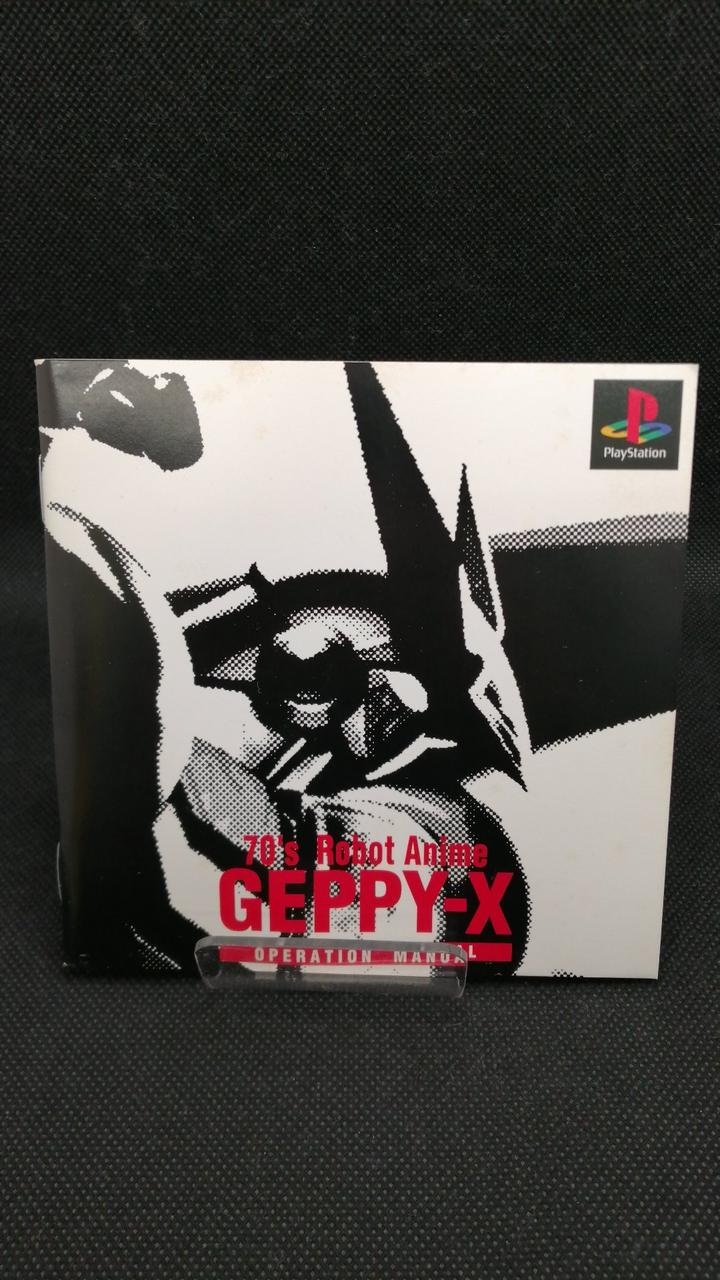 PlayStation
70's Robot Anime
GEPPY-X
OPERATION MANUAL